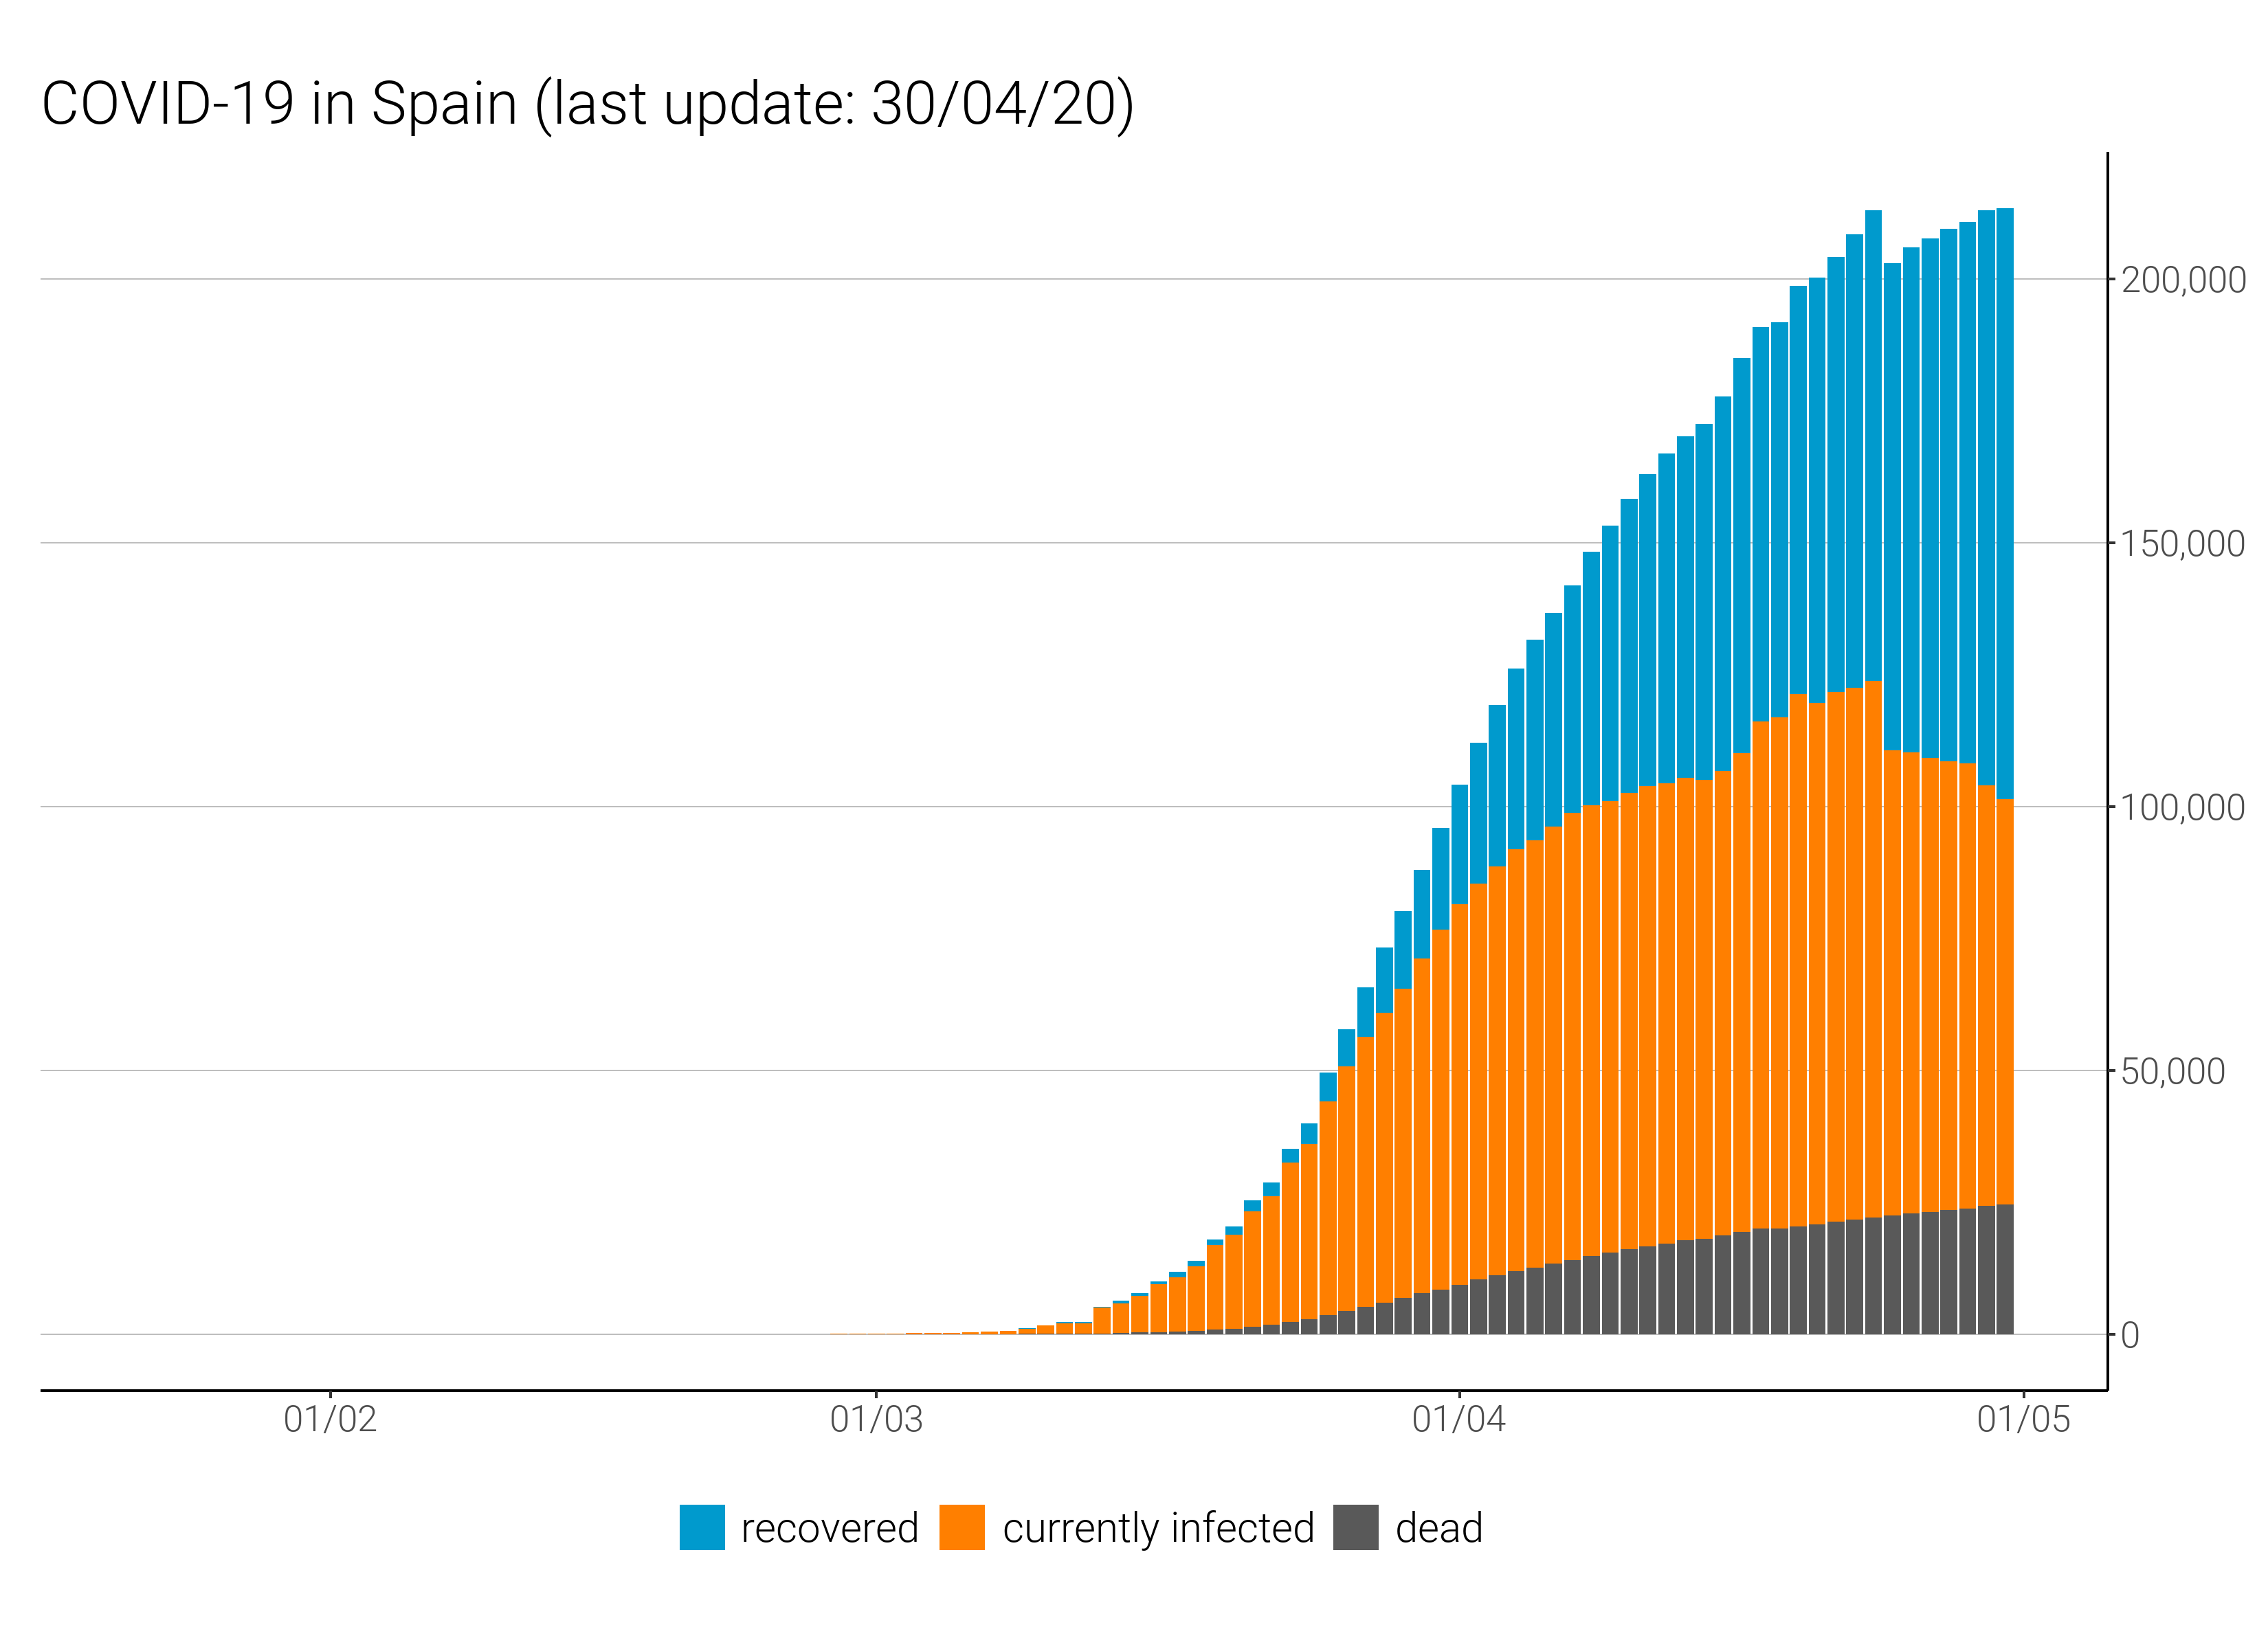 COVID-19 in Spain (last update: 30/04/20)
200,000
150,000
100,000
50,000
0
01/02 01/03 01/04 01/05
recovered currently infected dead